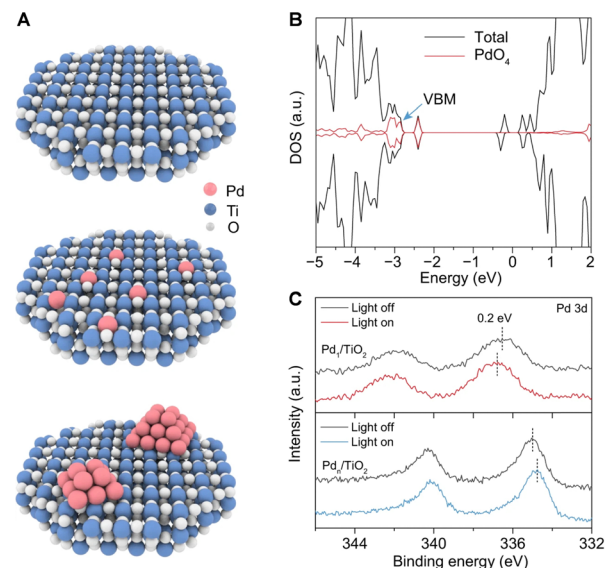 A
Pd
Ti
O
B
Total
PdO4
VBM
DOS (a.u.)
-5 -4 -3 -2 -1 0 1 2
Energy (eV)
C
Light off
Light on
Pd 3d
0.2 eV
Pd1/TiO2
Light off
Light on
Pdn/TiO2
Intensity (a.u.)
344 340 336 332
Binding energy (eV)